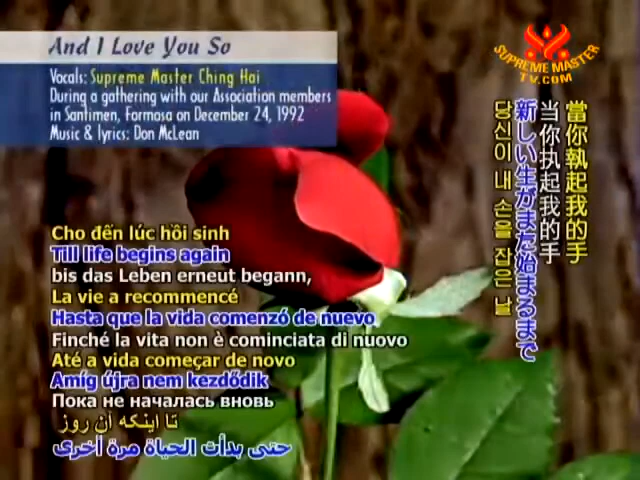 And I Love You So
Vocals: Supreme Master Ching Hai
During a gathering with our Association members
in Santimen, Formosa on December 24, 1992
Music & lyrics: Don McLean
SUPREME MASTER
TV.COM
當你執起我的手
当你执起我的手
新しい生がまた始まるまで
당신이 내 손을 잡은 날
Cho đến lúc hồi sinh
Till life begins again
bis das Leben erneut begann,
La vie a recommencé
Hasta que la vida comenzó de nuevo
Finché la vita non è cominciata di nuovo
Até a vida começar de novo
Amíg újra nem kezdődik
Пока не началась вновь
تا اینکه آن روز
حتى بدأت الحياة مرة أخرى